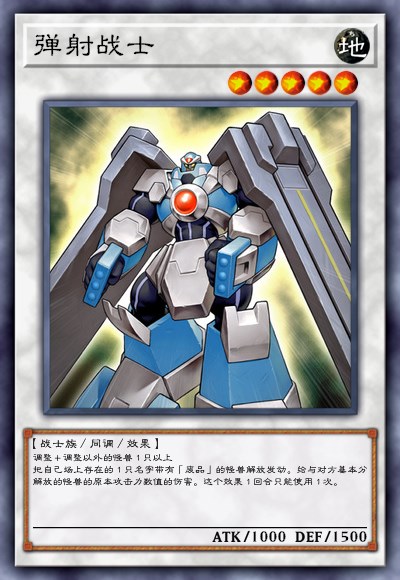 弹射战士
地
【战士族／同调／效果】
调整＋调整以外的怪兽1只以上
把自己场上存在的1只名字带有「废品」的怪兽解放发动。给与对方基本分
解放的怪兽的原本攻击力数值的伤害。这个效果1回合只能使用1次。
ATK/1000 DEF/1500